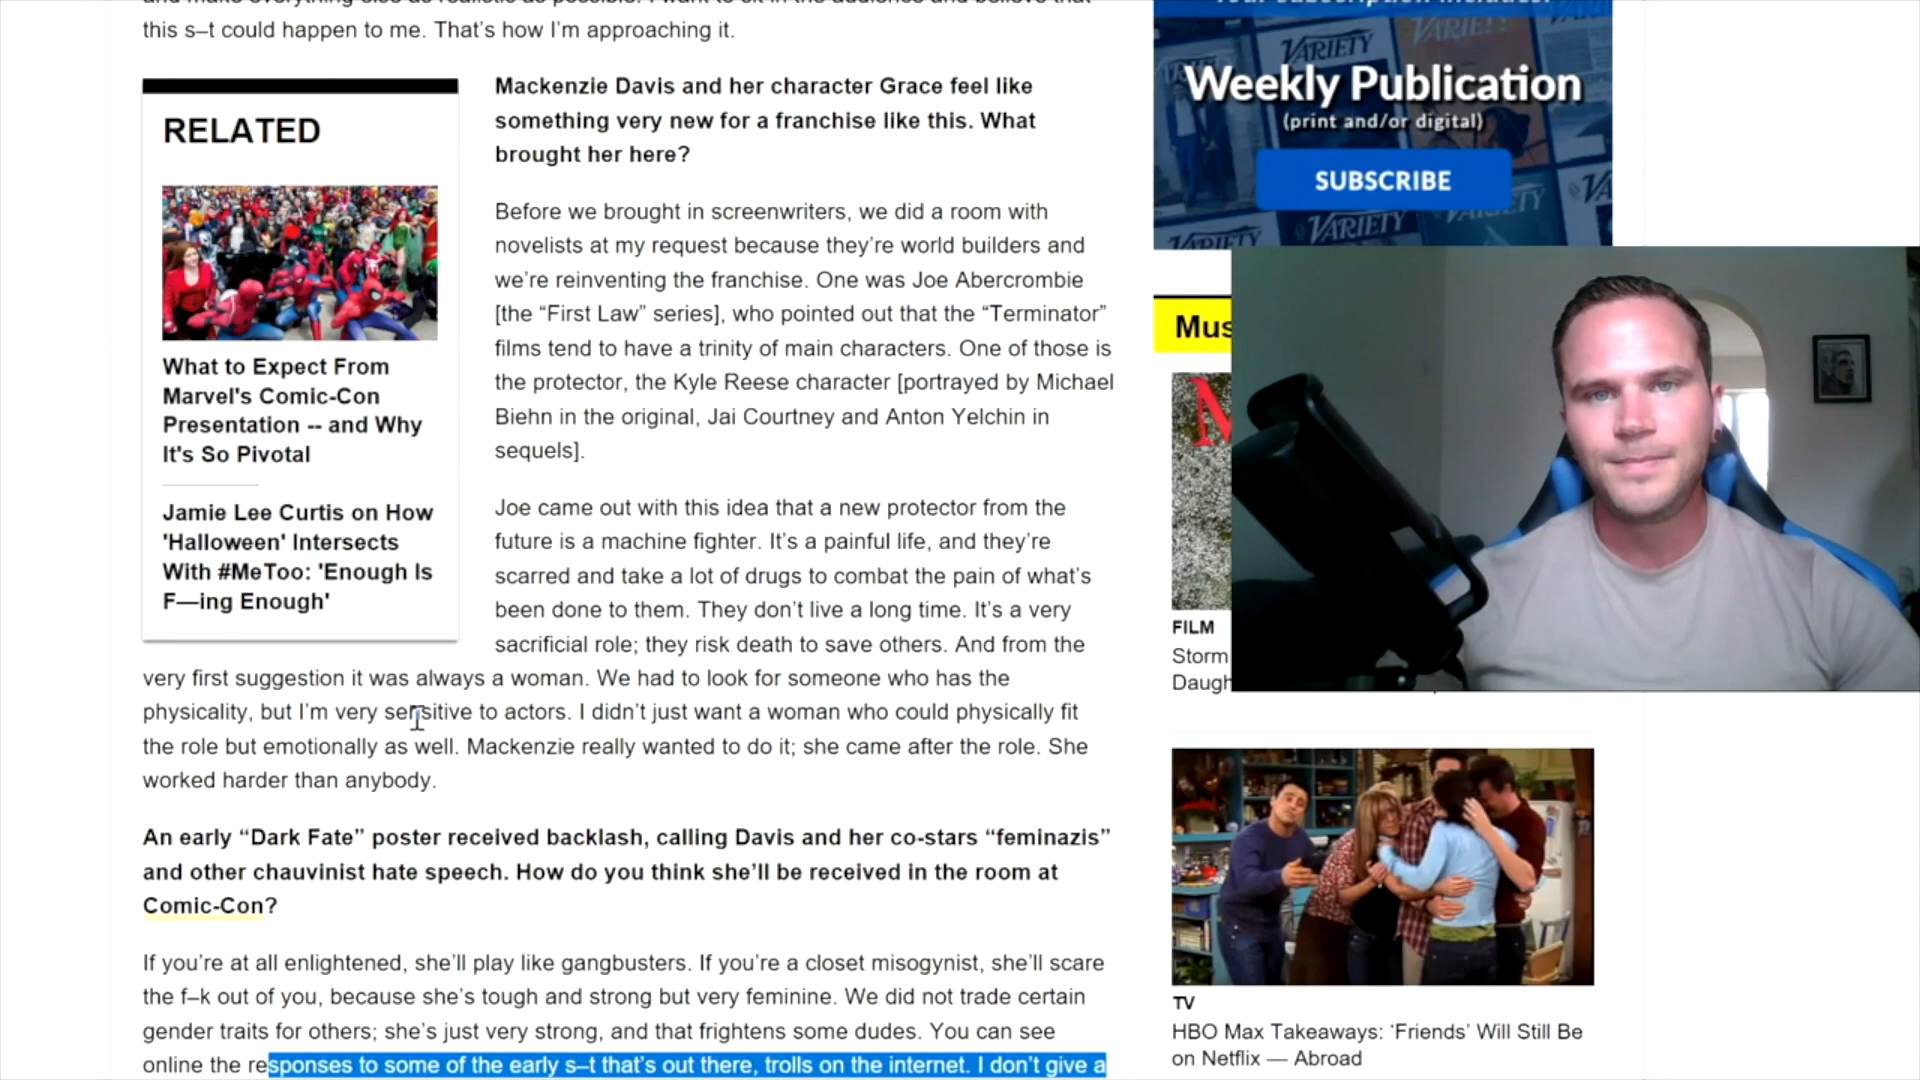 this s–t could happen to me. That's how I'm approaching it.
RELATED
What to Expect From
Marvel's Comic-Con
Presentation -- and Why
It's So Pivotal
Jamie Lee Curtis on How
'Halloween' Intersects
With #MeToo: 'Enough Is
F—ing Enough'
Mackenzie Davis and her character Grace feel like
something very new for a franchise like this. What
brought her here?
Before we brought in screenwriters, we did a room with
novelists at my request because they're world builders and
we're reinventing the franchise. One was Joe Abercrombie
[the “First Law” series], who pointed out that the “Terminator”
films tend to have a trinity of main characters. One of those is
the protector, the Kyle Reese character [portrayed by Michael
Biehn in the original, Jai Courtney and Anton Yelchin in
sequels].
Joe came out with this idea that a new protector from the
future is a machine fighter. It's a painful life, and they're
scarred and take a lot of drugs to combat the pain of what's
been done to them. They don't live a long time. It's a very
sacrificial role; they risk death to save others. And from the
very first suggestion it was always a woman. We had to look for someone who has the
physicality, but I'm very sensitive to actors. I didn't just want a woman who could physically fit
the role but emotionally as well. Mackenzie really wanted to do it; she came after the role. She
worked harder than anybody.
An early “Dark Fate” poster received backlash, calling Davis and her co-stars “feminazis”
and other chauvinist hate speech. How do you think she'll be received in the room at
Comic-Con?
If you're at all enlightened, she'll play like gangbusters. If you're a closet misogynist, she'll scare
the f–k out of you, because she's tough and strong but very feminine. We did not trade certain
gender traits for others; she's just very strong, and that frightens some dudes. You can see
online the responses to some of the early s–t that's out there, trolls on the internet. I don't give a
VARIETY
VARIETY
Weekly Publication
(print and/or digital)
SUBSCRIBE
VARIETY
VARIETY
VARIETY
Mus
M
FILM
Storm
Daugh
TV
HBO Max Takeaways: ‘Friends’ Will Still Be
on Netflix — Abroad